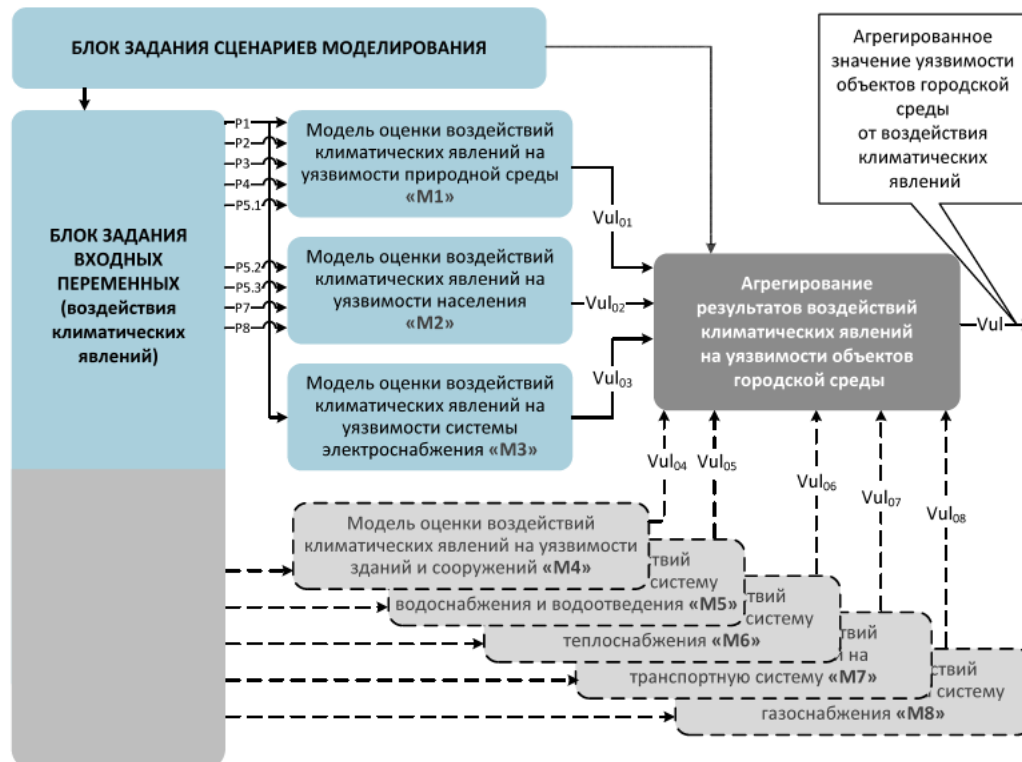 БЛОК ЗАДАНИЯ СЦЕНАРИЕВ МОДЕЛИРОВАНИЯ
Агрегированное
значение уязвимости
объектов городской
среды
от воздействия
климатических
явлений
БЛОК ЗАДАНИЯ
ВХОДНЫХ
ПЕРЕМЕННЫХ
(воздействия
климатических
явлений)
P1
P2
P3
P4
P5.1
P5.2
P5.3
P7
P8
Модель оценки воздействий
климатических явлений на
уязвимости природной среды
«М1»
Модель оценки воздействий
климатических явлений на
уязвимости населения
«М2»
Модель оценки воздействий
климатических явлений на
уязвимости системы
электроснабжения «М3»
Vul01
Vul02
Vul03
Агрегирование
результатов воздействий
климатических явлений
на уязвимости объектов
городской среды
Vul
Vul04
Vul05
Vul06
Vul07
Vul08
Модель оценки воздействий
климатических явлений на уязвимости
зданий и сооружений «М4»
ствий
систему
водоснабжения и водоотведения «М5»
ствий
систему
теплоснабжения «М6»
ствий
и на
транспортную систему «М7»
ствий
систему
газоснабжения «М8»